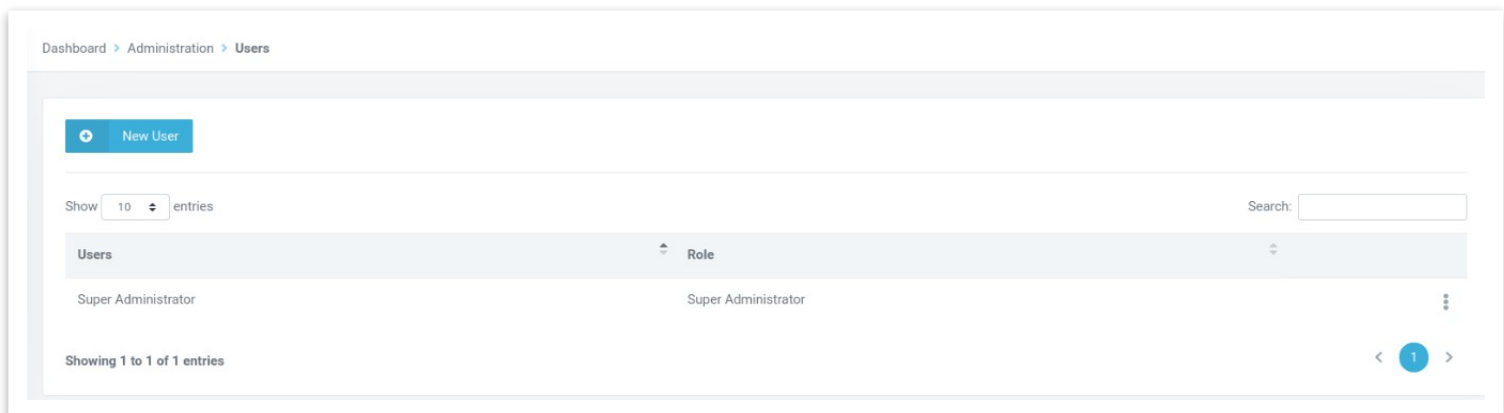 Dashboard > Administration > Users
New User
Show 10 entries
Search:
Users Role
Super Administrator Super Administrator
Showing 1 to 1 of 1 entries
< 1 >